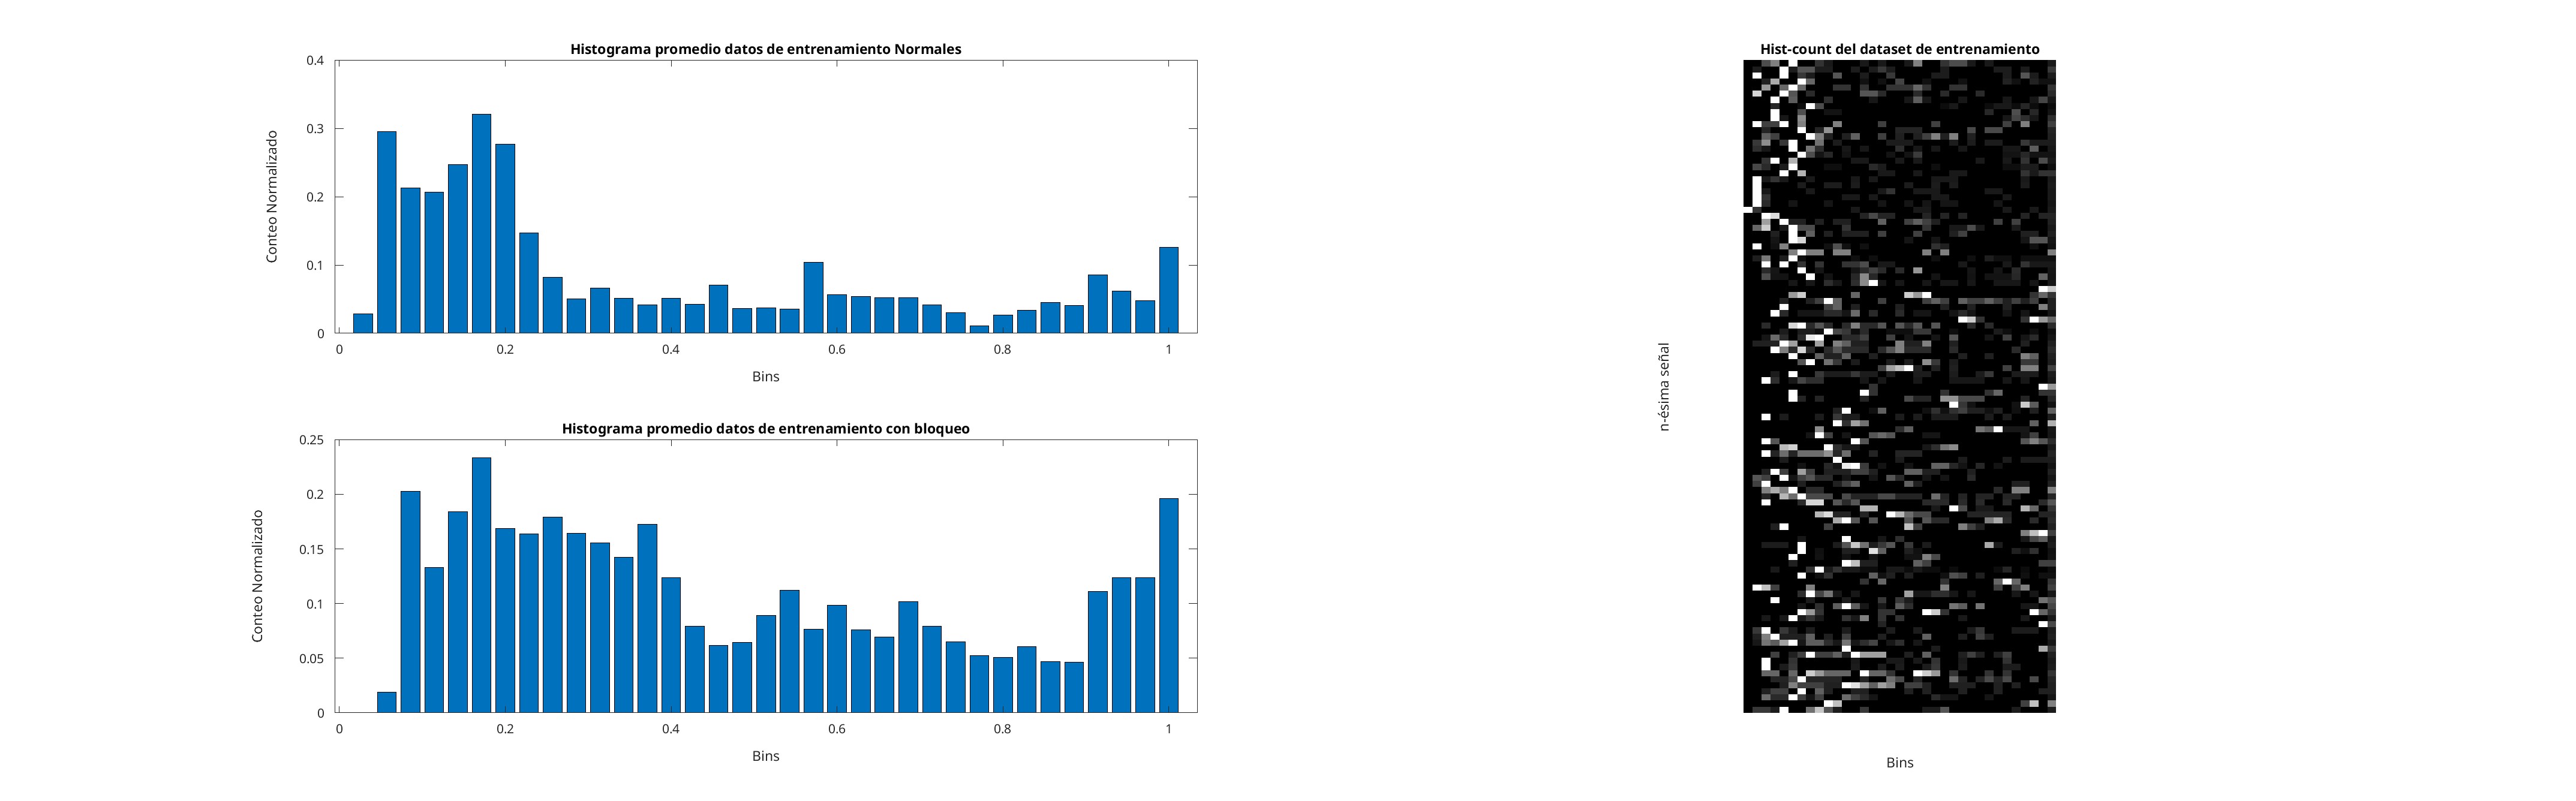 Histograma promedio datos de entrenamiento Normales
0.4
0.3
0.2
0.1
0
Conteo Normalizado
0 0.2 0.4 0.6 0.8 1
Bins
Histograma promedio datos de entrenamiento con bloqueo
0.25
0.2
0.15
0.1
0.05
0
Conteo Normalizado
0 0.2 0.4 0.6 0.8 1
Bins
Hist-count del dataset de entrenamiento
n-ésima señal
Bins